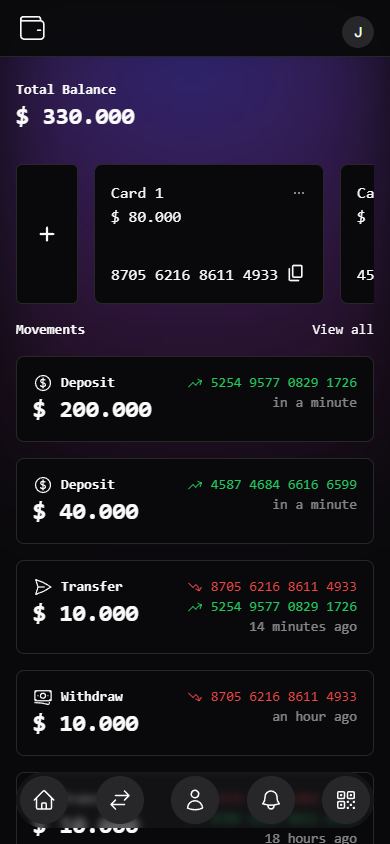 J
Total Balance
$ 330.000
Card 1 ...
$ 80.000
8705 6216 8611 4933
Ca
$
45
Movements View all
Deposit 5254 9577 0829 1726
$ 200.000 in a minute
Deposit 4587 4684 6616 6599
$ 40.000 in a minute
Transfer 8705 6216 8611 4933
$ 10.000 5254 9577 0829 1726
14 minutes ago
Withdraw 8705 6216 8611 4933
$ 10.000 an hour ago
$ 10.000
18 hours ago